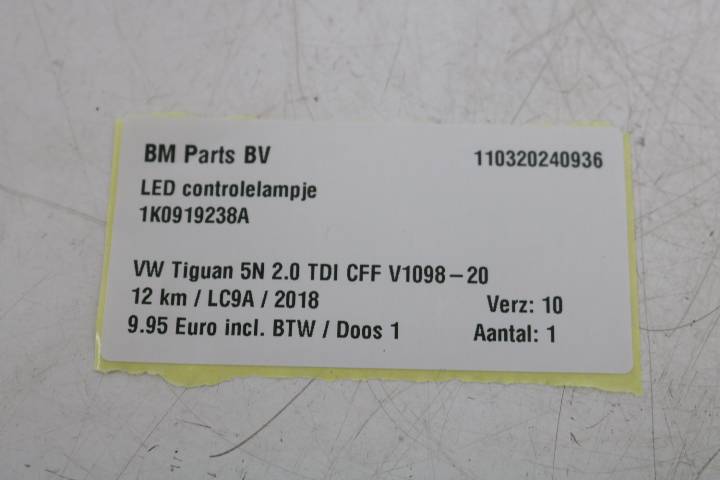 BM Parts BV 110320240936
LED controlelampje
1K0919238A
VW Tiguan 5N 2.0 TDI CFF V1098-20
12 km / LC9A / 2018 Verz: 10
9.95 Euro incl. BTW / Doos 1 Aantal: 1